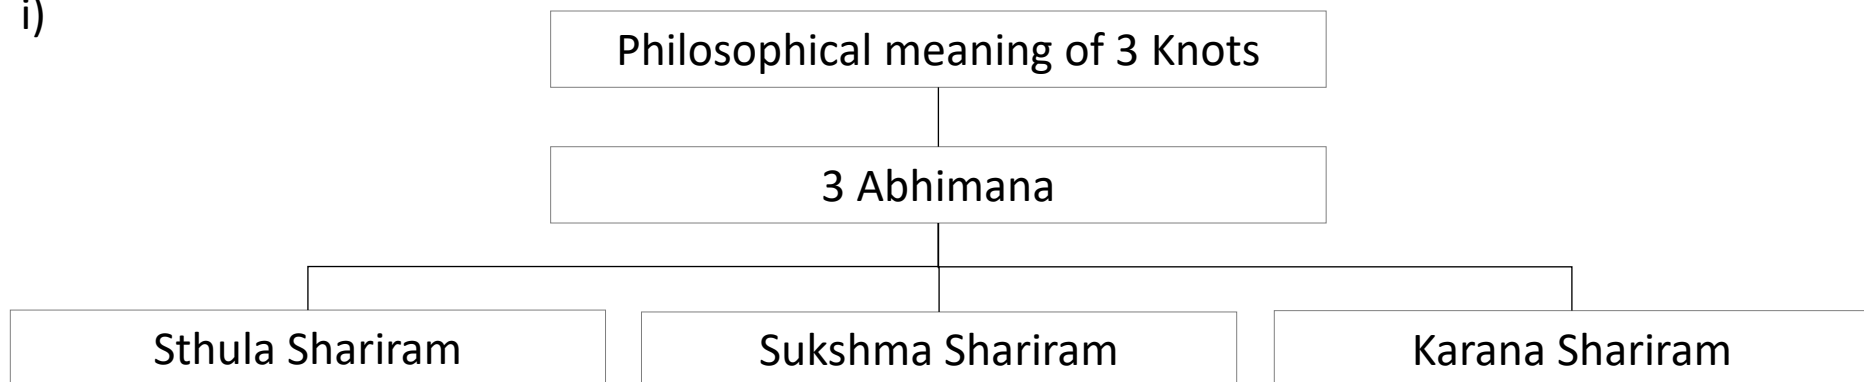 i)
Philosophical meaning of 3 Knots
3 Abhimana
Sthula Shariram
Sukshma Shariram
Karana Shariram